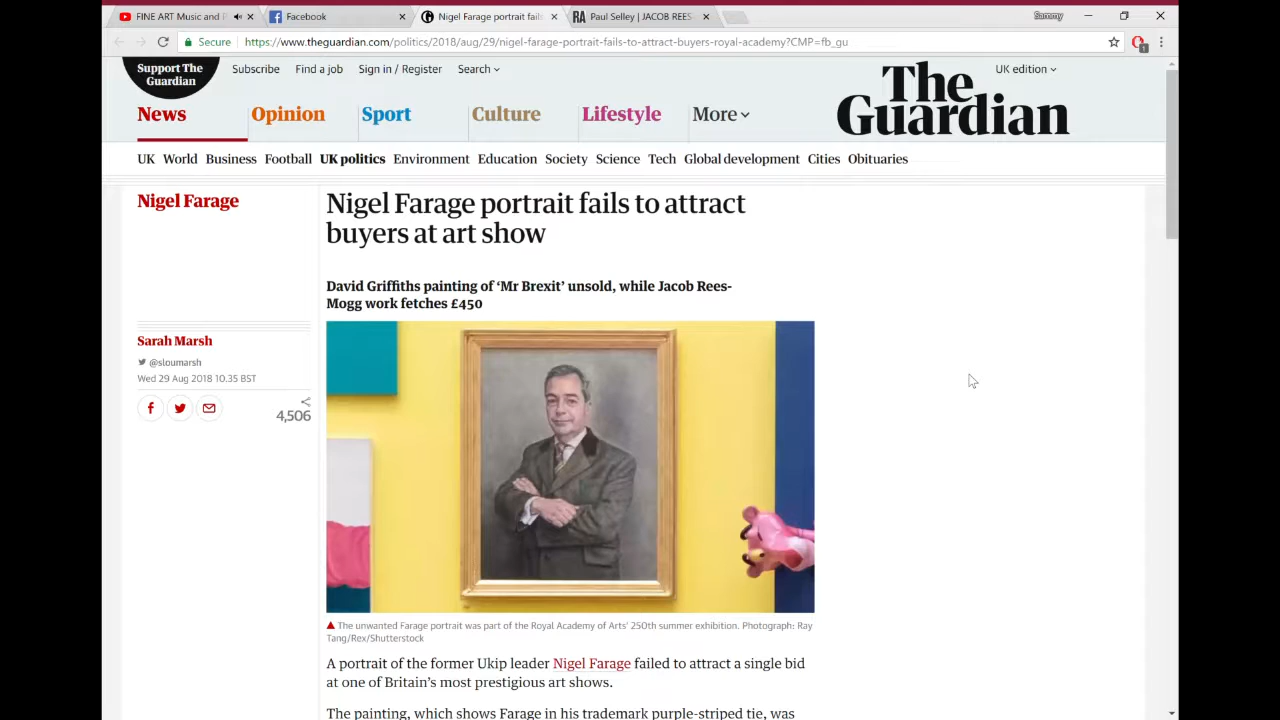 FINE ART Music and P
Facebook
Nigel Farage portrait fails
Paul Selley | JACOB REES
Sammy
Secure
https://www.theguardian.com/politics/2018/aug/29/nigel-farage-portrait-fails-to-attract-buyers-royal-academy?CMP=fb_gu
1
Support The
Guardian
Subscribe Find a job Sign in / Register Search
UK edition
The
Guardian
News Opinion Sport Culture Lifestyle More
UK World Business Football UK politics Environment Education Society Science Tech Global development Cities Obituaries
Nigel Farage
Nigel Farage portrait fails to attract
buyers at art show
David Griffiths painting of ‘Mr Brexit’ unsold, while Jacob Rees-
Mogg work fetches £450
Sarah Marsh
@sloumarsh
Wed 29 Aug 2018 10.35 BST
4,506
The unwanted Farage portrait was part of the Royal Academy of Arts’ 250th summer exhibition. Photograph: Ray
Tang/Rex/Shutterstock
A portrait of the former Ukip leader Nigel Farage failed to attract a single bid
at one of Britain’s most prestigious art shows.
The painting, which shows Farage in his trademark purple-striped tie, was